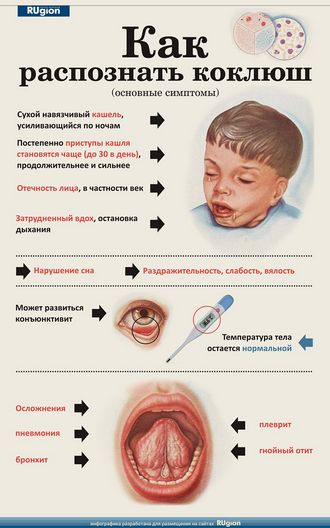 RUgion
Как
распознать коклюш
(основные симптомы)
Сухой навязчивый кашель,
усиливающийся по ночам
Постепенно приступы кашля
становятся чаще (до 30 в день),
продолжительнее и сильнее
Отечность лица, в частности век
Затрудненный вдох, остановка
дыхания
Нарушение сна
Раздражительность, слабость, вялость
Может развиться
конъюнктивит
Температура тела
остается нормальной
Осложнения
пневмония
бронхит
плеврит
гнойный отит
инфографика разработана для размещения на сайтах RUgion